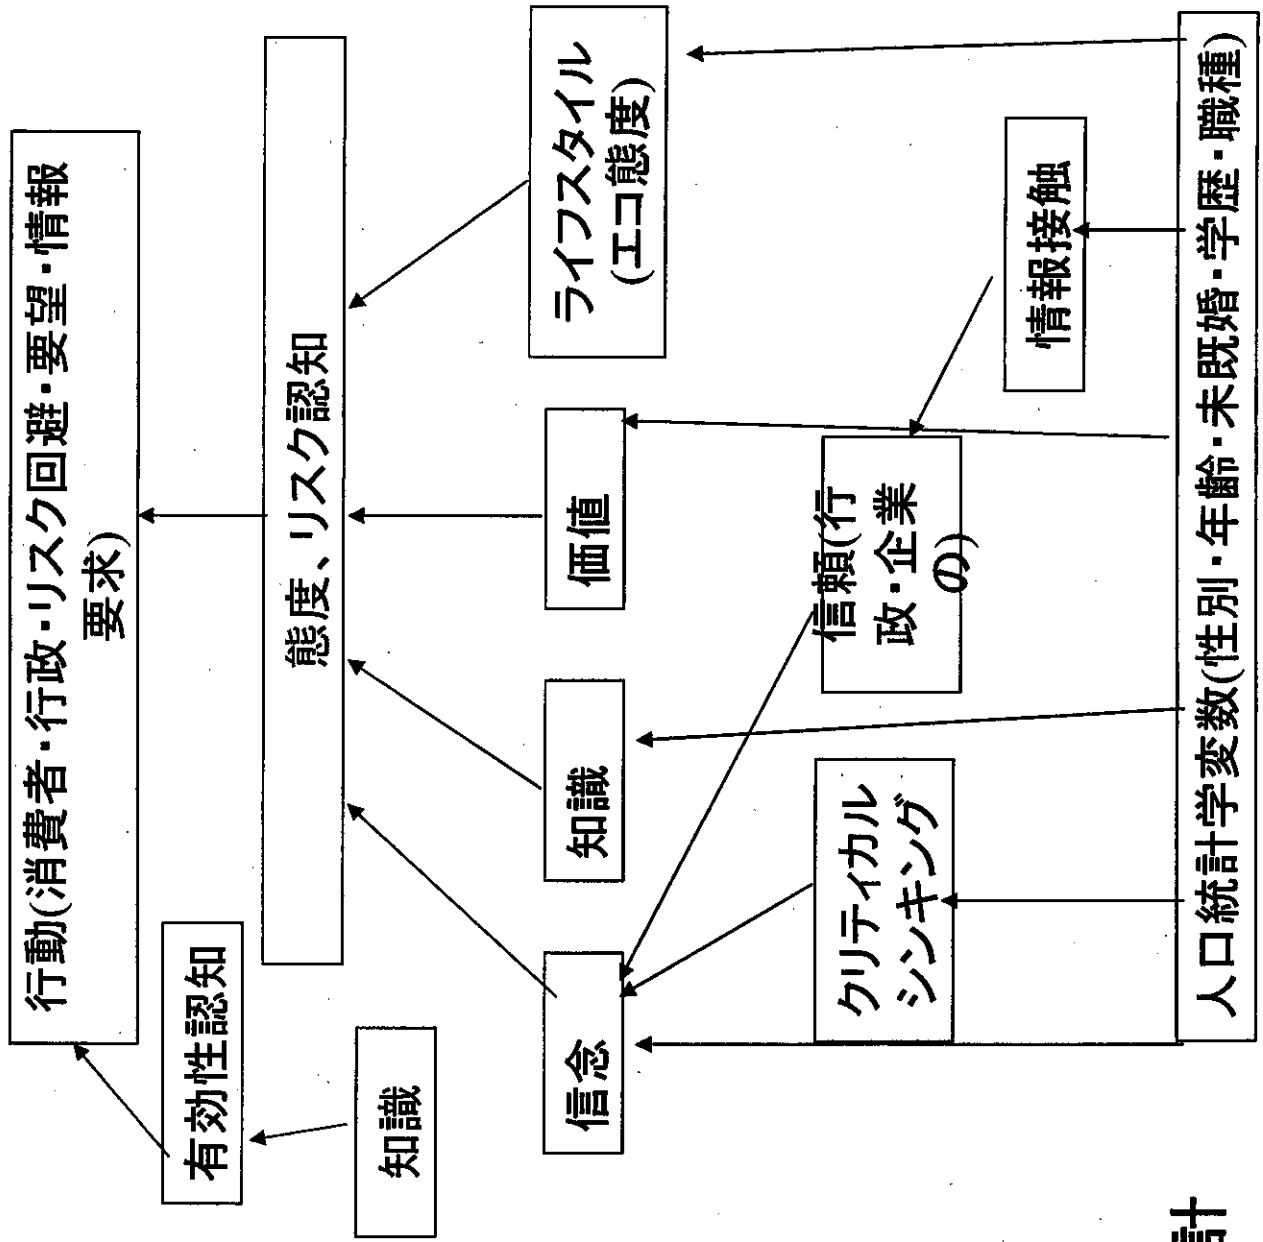 行動(消費者・行政・リスク回避・要望・情報
要求)
有効性認知
態度、リスク認知
知識
信念
知識
価値
ライフスタイル
(エコ態度)
クリティカル
シンキング
信頼(行
政・企業
の)
情報接触
人口統計学変数(性別・年齢・未既婚・学歴・職種)
計